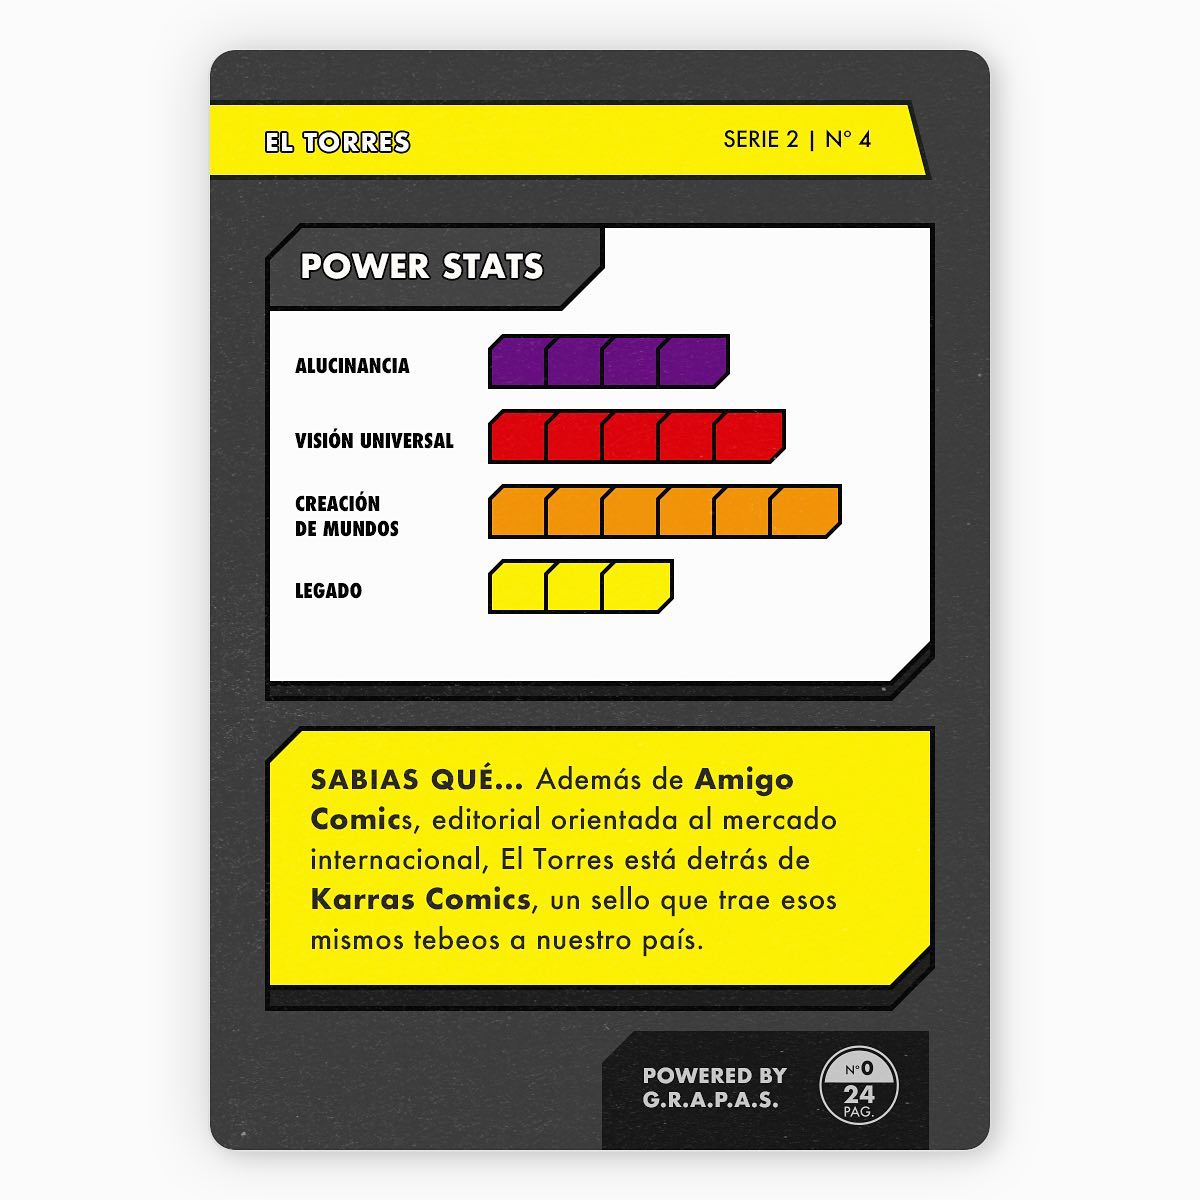 EL TORRES
SERIE 2 | Nº 4
POWER STATS
ALUCINANCIA
VISIÓN UNIVERSAL
CREACIÓN
DE MUNDOS
LEGADO
SABIAS QUÉ... Además de Amigo
Comics, editorial orientada al mercado
internacional, El Torres está detrás de
Karras Comics, un sello que trae esos
mismos tebeos a nuestro país.
POWERED BY
G.R.A.P.A.S.
Nº0
24
PAG.